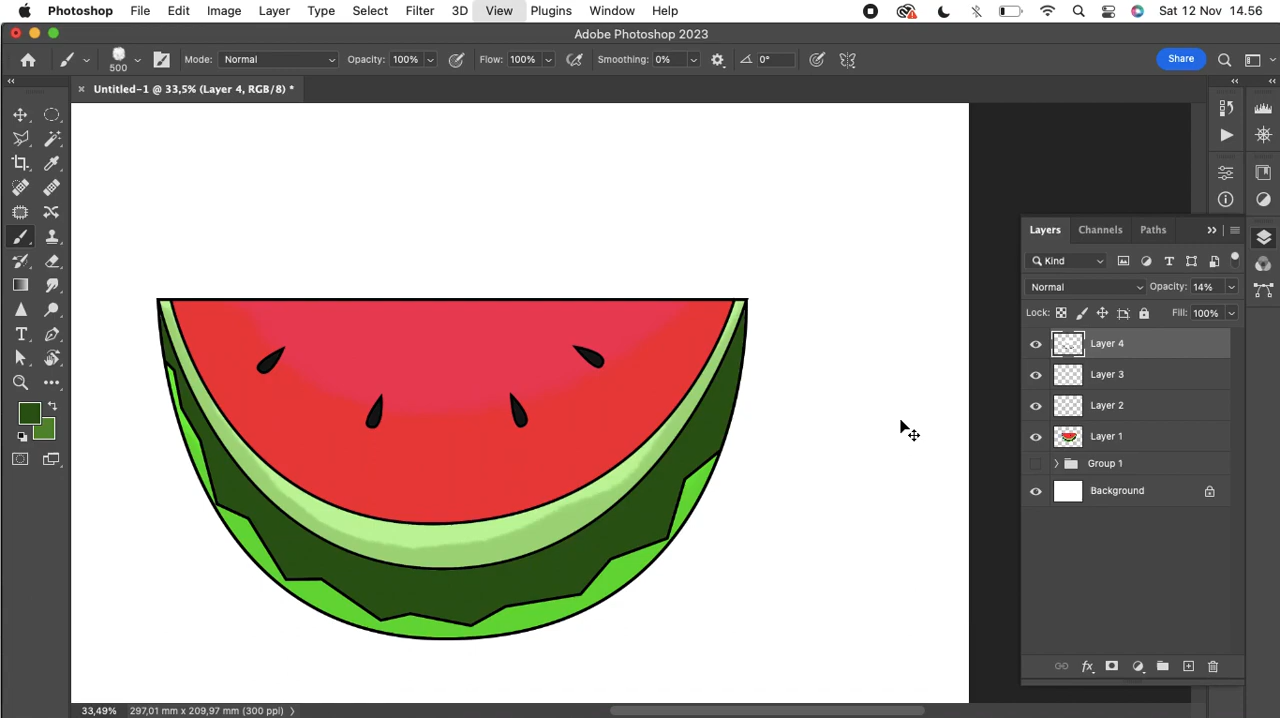 Photoshop File Edit Image Layer Type Select Filter 3D View Plugins Window Help Sat 12 Nov 14.56
Adobe Photoshop 2023
500 Mode: Normal Opacity: 100% Flow: 100% Smoothing: 0% 0° Share
× Untitled-1 @ 33,5% (Layer 4, RGB/8) *
Layers Channels Paths
Kind
Normal Opacity: 14%
Lock: Fill: 100%
Layer 4
Layer 3
Layer 2
Layer 1
Group 1
Background
33,49% 297,01 mm x 209,97 mm (300 ppi)